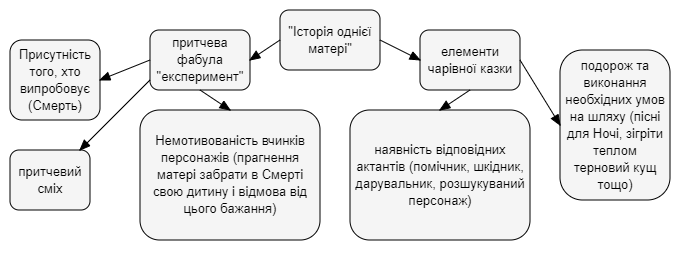 "Історія однієї
матері"
притчева
фабула
"експеримент"
елементи
чарівної казки
Присутність
того, хто
випробовує
(Смерть)
притчевий
сміх
Немотивованість вчинків
персонажів (прагнення
матері забрати в Смерті
свою дитину і відмова від
цього бажання)
наявність відповідних
актантів (помічник, шкідник,
дарувальник, розшукуваний
персонаж)
подорож та
виконання
необхідних умов
на шляху (пісні
для Ночі, зігріти
теплом
терновий кущ
тощо)